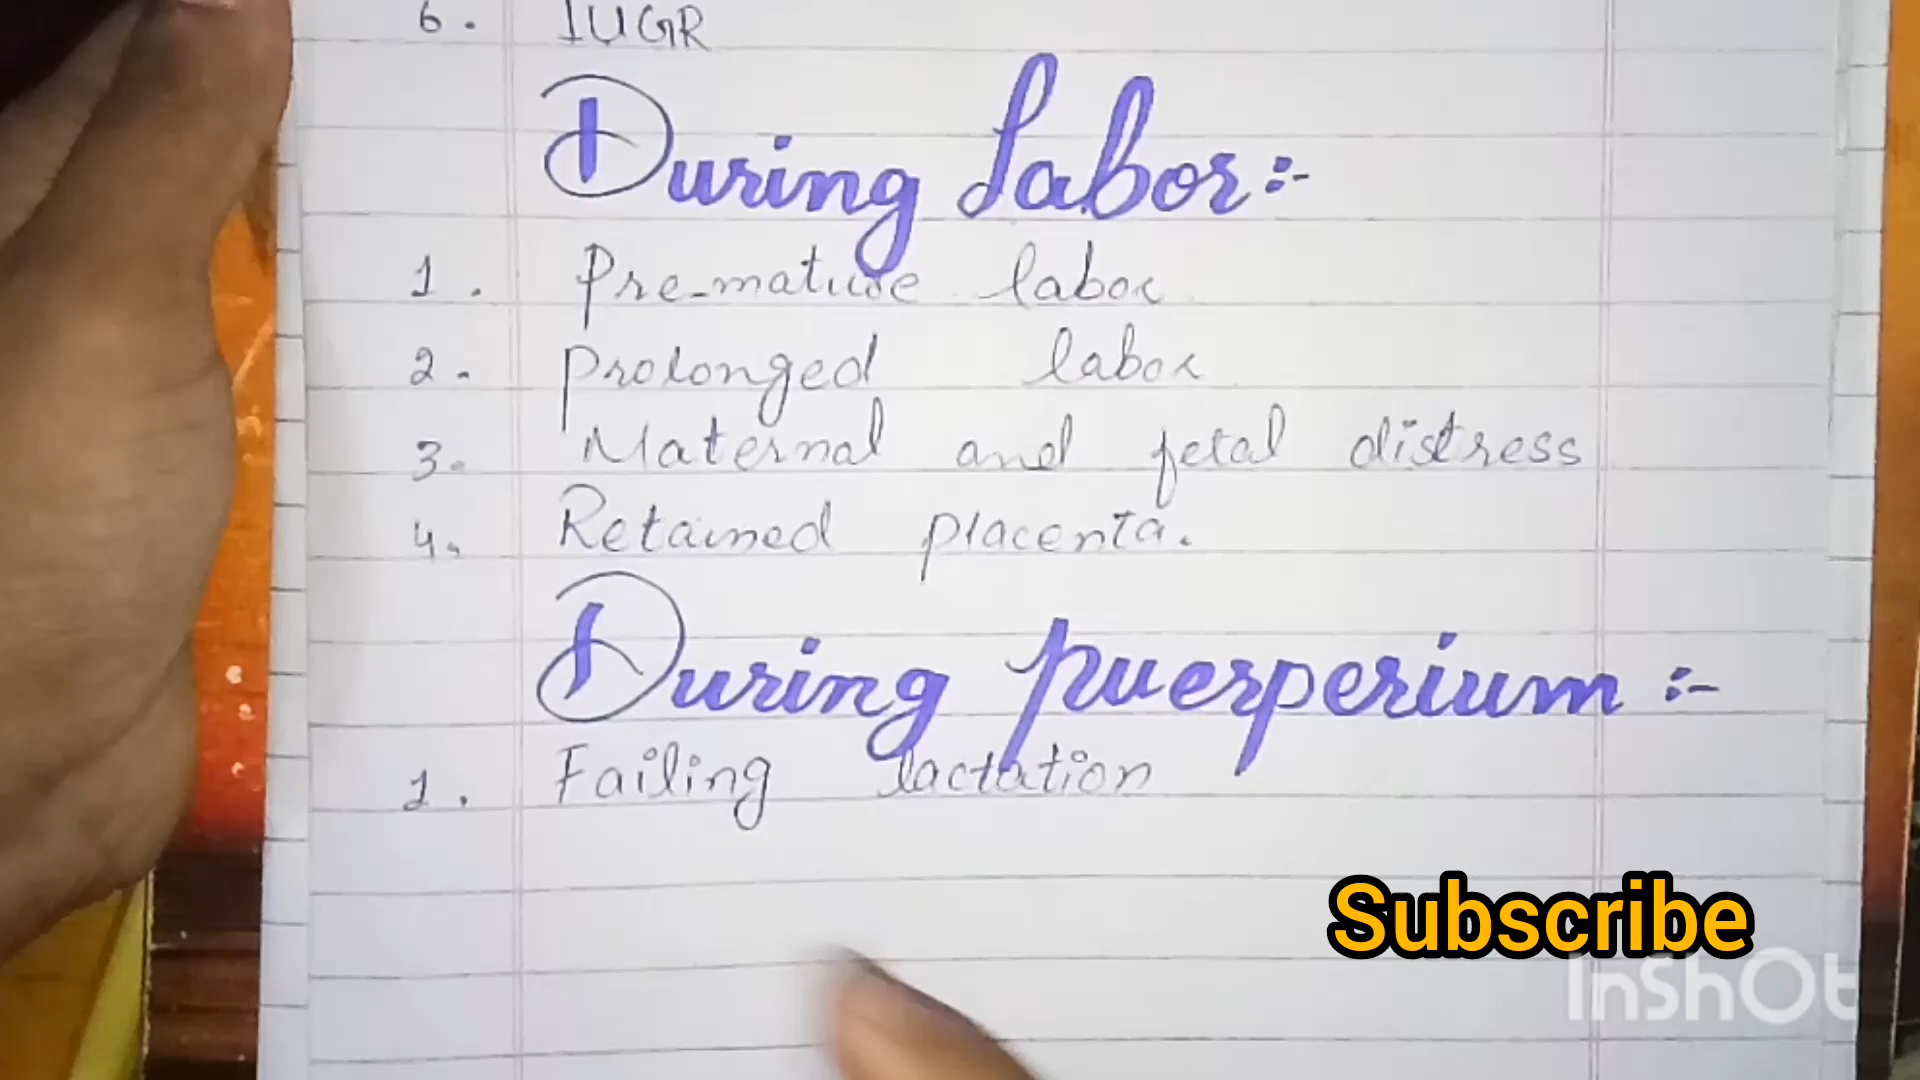 6. IUGR
During Labor:-
1. Pre-mature labor
2. Prolonged labor
3. Maternal and fetal distress
4. Retained placenta.
During puerperium :-
1. Failing lactation
Subscribe
InShOt